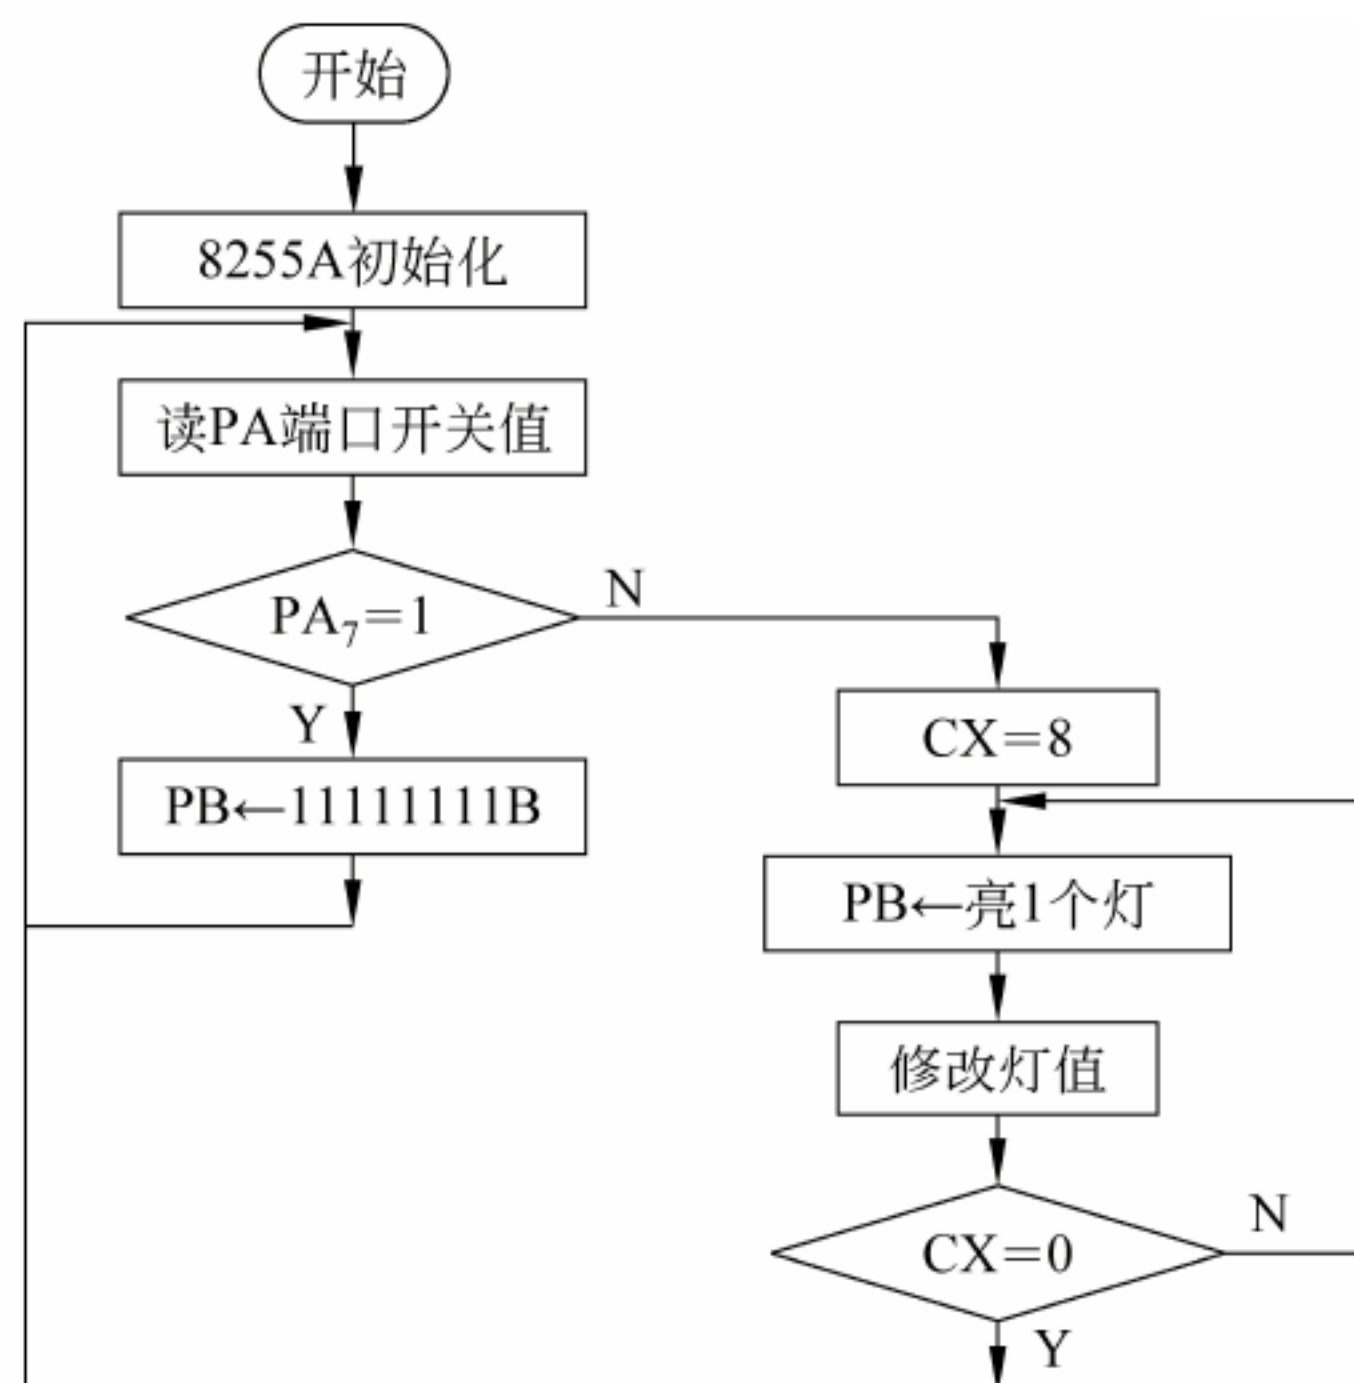 开始
8255A初始化
读PA端口开关值
PA₇=1
N
Y
PB←11111111B
CX=8
PB←亮1个灯
修改灯值
CX=0
N
Y